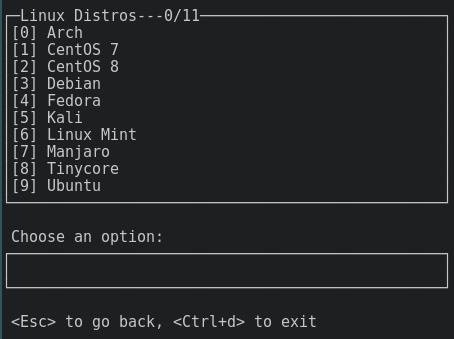 Linux Distros---0/11
[0] Arch
[1] CentOS 7
[2] CentOS 8
[3] Debian
[4] Fedora
[5] Kali
[6] Linux Mint
[7] Manjaro
[8] Tinycore
[9] Ubuntu
Choose an option:
<Esc> to go back, <Ctrl+d> to exit